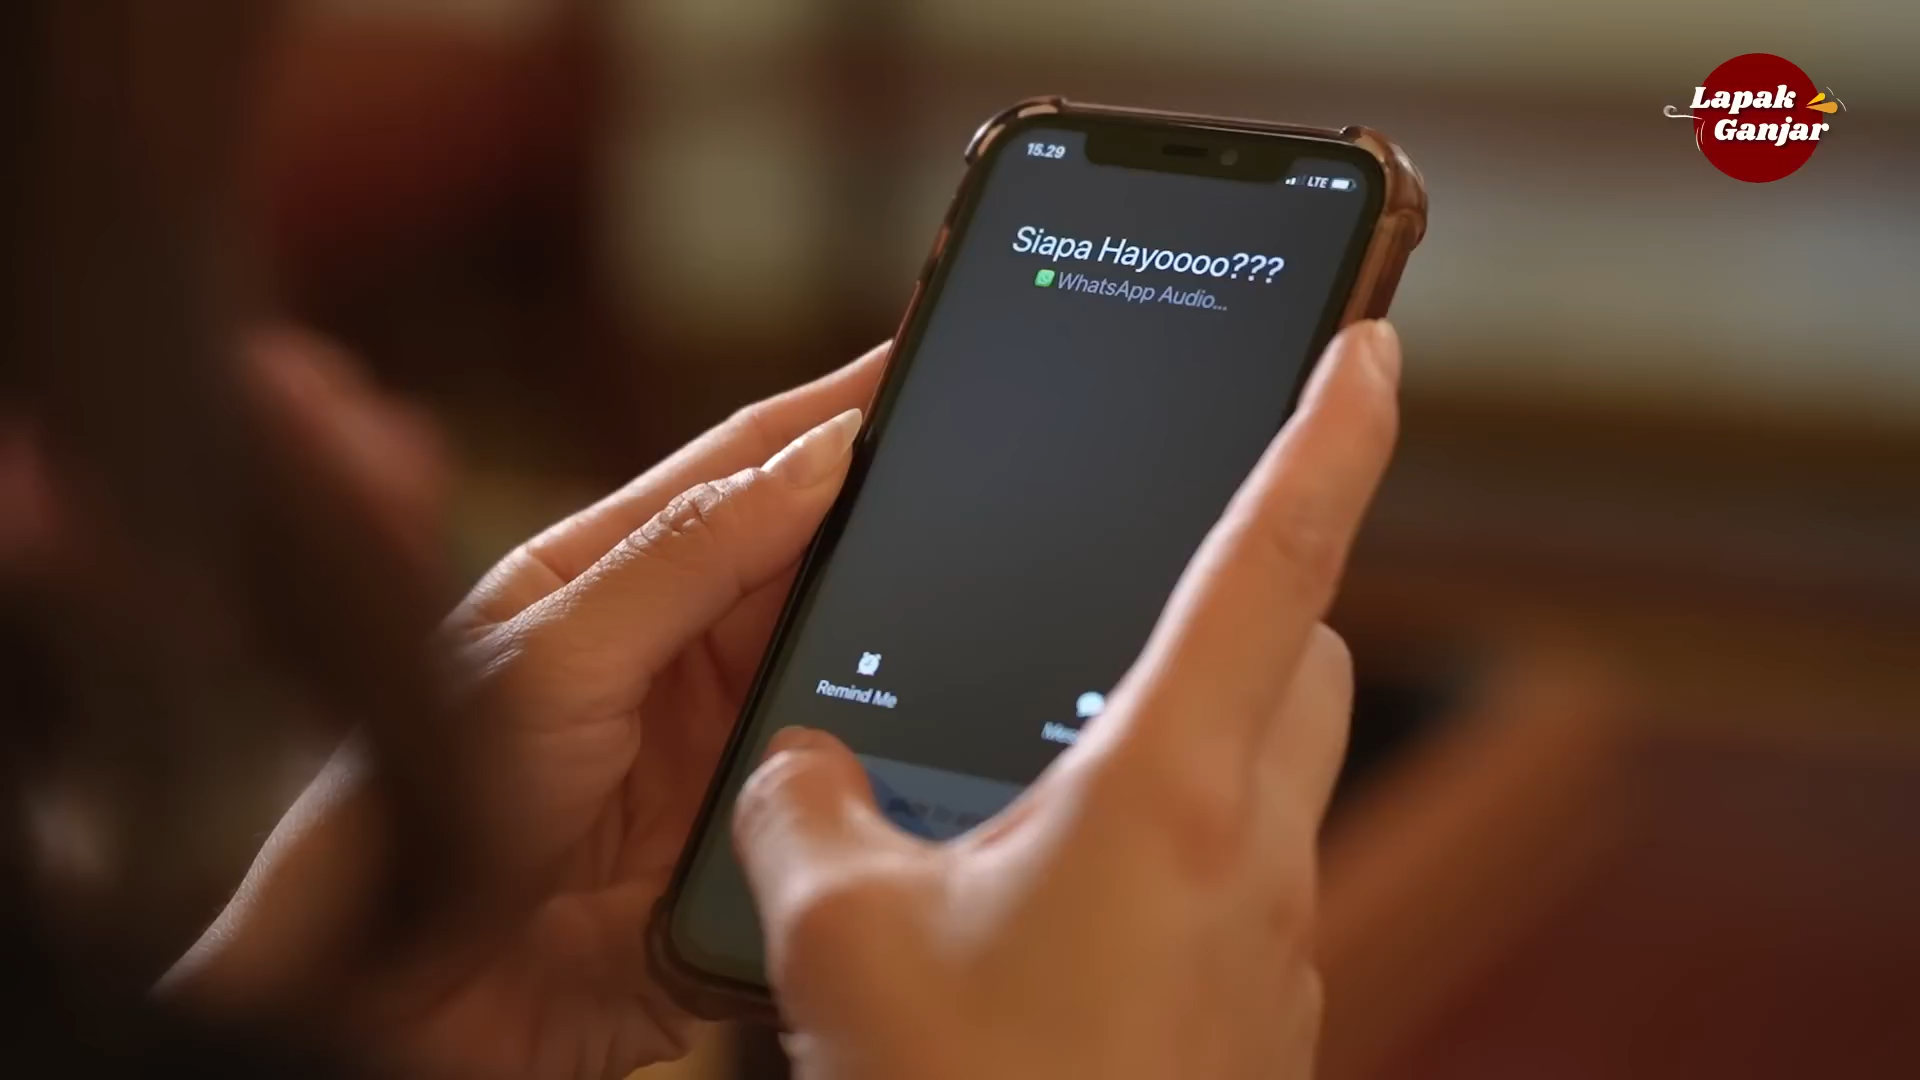 Lapak
Ganjar
15.29
LTE
Siapa Hayoooo???
WhatsApp Audio...
Remind Me